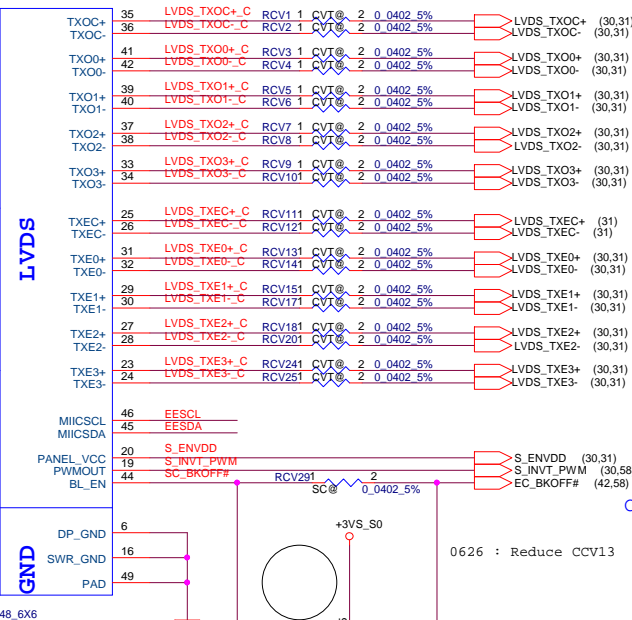 TXOC+ 35 LVDS_TXOC+_C RCV1 1 CVT@ 2 0_0402_5% LVDS_TXOC+ (30,31)
TXOC- 36 LVDS_TXOC-_C RCV2 1 CVT@ 2 0_0402_5% LVDS_TXOC- (30,31)
TXO0+ 41 LVDS_TXO0+_C RCV3 1 CVT@ 2 0_0402_5% LVDS_TXO0+ (30,31)
TXO0- 42 LVDS_TXO0-_C RCV4 1 CVT@ 2 0_0402_5% LVDS_TXO0- (30,31)
TXO1+ 39 LVDS_TXO1+_C RCV5 1 CVT@ 2 0_0402_5% LVDS_TXO1+ (30,31)
TXO1- 40 LVDS_TXO1-_C RCV6 1 CVT@ 2 0_0402_5% LVDS_TXO1- (30,31)
TXO2+ 37 LVDS_TXO2+_C RCV7 1 CVT@ 2 0_0402_5% LVDS_TXO2+ (30,31)
TXO2- 38 LVDS_TXO2-_C RCV8 1 CVT@ 2 0_0402_5% LVDS_TXO2- (30,31)
TXO3+ 33 LVDS_TXO3+_C RCV9 1 CVT@ 2 0_0402_5% LVDS_TXO3+ (30,31)
TXO3- 34 LVDS_TXO3-_C RCV10 1 CVT@ 2 0_0402_5% LVDS_TXO3- (30,31)
LVDS
TXEC+ 25 LVDS_TXEC+_C RCV11 1 CVT@ 2 0_0402_5% LVDS_TXEC+ (31)
TXEC- 26 LVDS_TXEC-_C RCV12 1 CVT@ 2 0_0402_5% LVDS_TXEC- (31)
TXE0+ 31 LVDS_TXE0+_C RCV13 1 CVT@ 2 0_0402_5% LVDS_TXE0+ (30,31)
TXE0- 32 LVDS_TXE0-_C RCV14 1 CVT@ 2 0_0402_5% LVDS_TXE0- (30,31)
TXE1+ 29 LVDS_TXE1+_C RCV15 1 CVT@ 2 0_0402_5% LVDS_TXE1+ (30,31)
TXE1- 30 LVDS_TXE1-_C RCV17 1 CVT@ 2 0_0402_5% LVDS_TXE1- (30,31)
TXE2+ 27 LVDS_TXE2+_C RCV18 1 CVT@ 2 0_0402_5% LVDS_TXE2+ (30,31)
TXE2- 28 LVDS_TXE2-_C RCV20 1 CVT@ 2 0_0402_5% LVDS_TXE2- (30,31)
TXE3+ 23 LVDS_TXE3+_C RCV24 1 CVT@ 2 0_0402_5% LVDS_TXE3+ (30,31)
TXE3- 24 LVDS_TXE3-_C RCV25 1 CVT@ 2 0_0402_5% LVDS_TXE3- (30,31)
MIICSCL 46 EESCL
MIICSDA 45 EESDA
PANEL_VCC 20 S_ENVDD S_ENVDD (30,31)
PWMOUT 19 S_INVT_PWM S_INVT_PWM (30,58
BL_EN 44 SC_BKOFF# RCV29 1 SC@ 2 0_0402_5% EC_BKOFF# (42,58)
GND
DP_GND 6
SWR_GND 16
PAD 49
+3VS_S0
0626 : Reduce CCV13
48_6X6